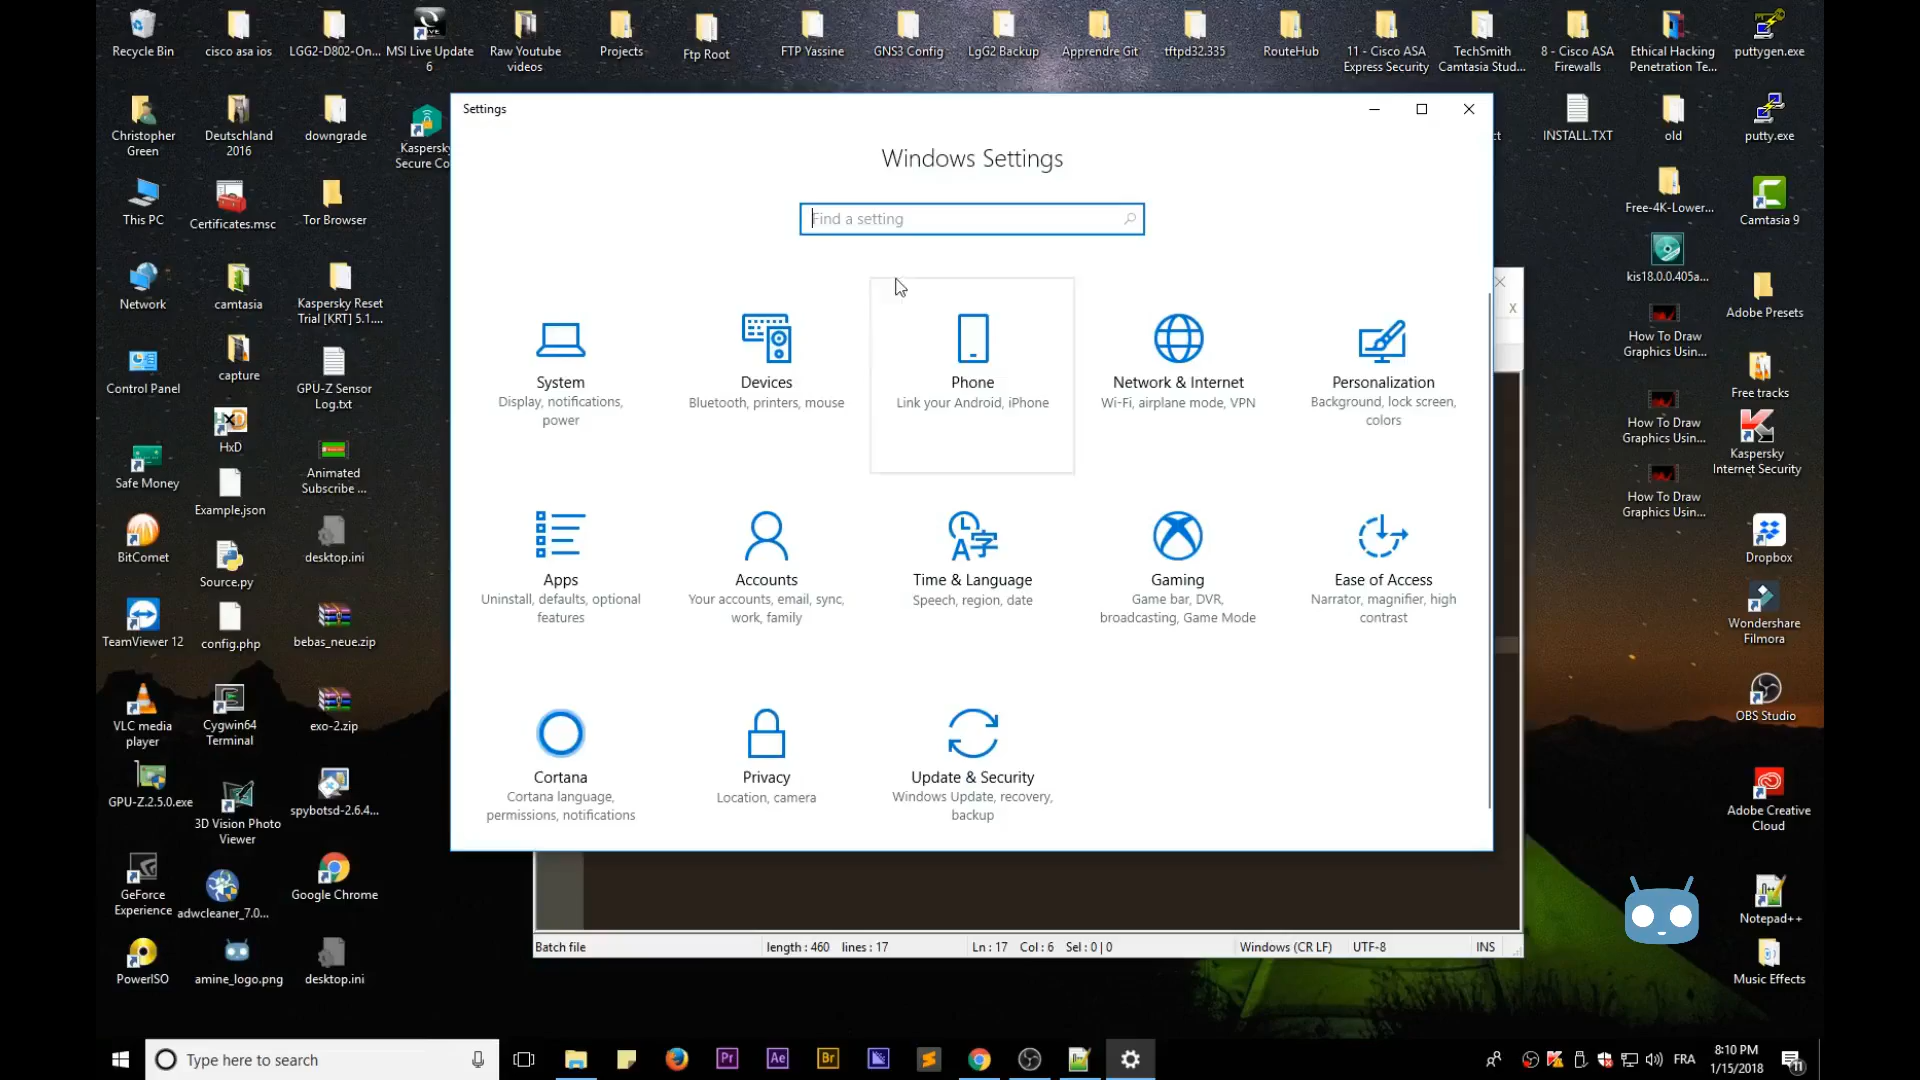 Recycle Bin
cisco asa ios
LGG2-D802-On...
MSI Live Update
6
Raw Youtube
videos
Projects
Ftp Root
FTP Yassine
GNS3 Config
LgG2 Backup
Apprendre Git
tftpd32.335
RouteHub
11 - Cisco ASA
Express Security
TechSmith
Camtasia Stud...
8 - Cisco ASA
Firewalls
Ethical Hacking
Penetration Te...
puttygen.exe
Christopher
Green
Deutschland
2016
downgrade
Kaspersky
Secure Co
INSTALL.TXT
old
putty.exe
This PC
Certificates.msc
Tor Browser
Free-4K-Lower...
Camtasia 9
Network
camtasia
Kaspersky Reset
Trial [KRT] 5.1....
kis18.0.0.405a...
Adobe Presets
Control Panel
capture
GPU-Z Sensor
Log.txt
How To Draw
Graphics Usin...
Free tracks
HxD
How To Draw
Graphics Usin...
Kaspersky
Internet Security
Safe Money
Example.json
Animated
Subscribe ...
How To Draw
Graphics Usin...
BitComet
Source.py
desktop.ini
Dropbox
TeamViewer 12
config.php
bebas_neue.zip
Wondershare
Filmora
VLC media
player
Cygwin64
Terminal
exo-2.zip
OBS Studio
GPU-Z.2.5.0.exe
3D Vision Photo
Viewer
spybotsd-2.6.4...
Adobe Creative
Cloud
GeForce
Experience
adwcleaner_7.0...
Google Chrome
Notepad++
PowerISO
amine_logo.png
desktop.ini
Music Effects
Settings
Windows Settings
Find a setting
System
Display, notifications,
power
Devices
Bluetooth, printers, mouse
Phone
Link your Android, iPhone
Network & Internet
Wi-Fi, airplane mode, VPN
Personalization
Background, lock screen,
colors
Apps
Uninstall, defaults, optional
features
Accounts
Your accounts, email, sync,
work, family
Time & Language
Speech, region, date
Gaming
Game bar, DVR,
broadcasting, Game Mode
Ease of Access
Narrator, magnifier, high
contrast
Cortana
Cortana language,
permissions, notifications
Privacy
Location, camera
Update & Security
Windows Update, recovery,
backup
Batch file
length : 460 lines : 17
Ln : 17 Col : 6 Sel : 0 | 0
Windows (CR LF)
UTF-8
INS
Type here to search
Pr
Ae
Br
FRA
8:10 PM
1/15/2018
11